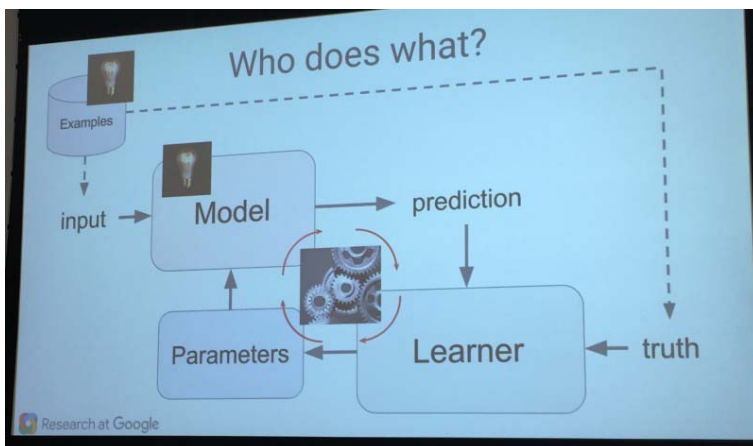 Who does what?
Examples
input
Model
prediction
Parameters
Learner
truth
Research at Google